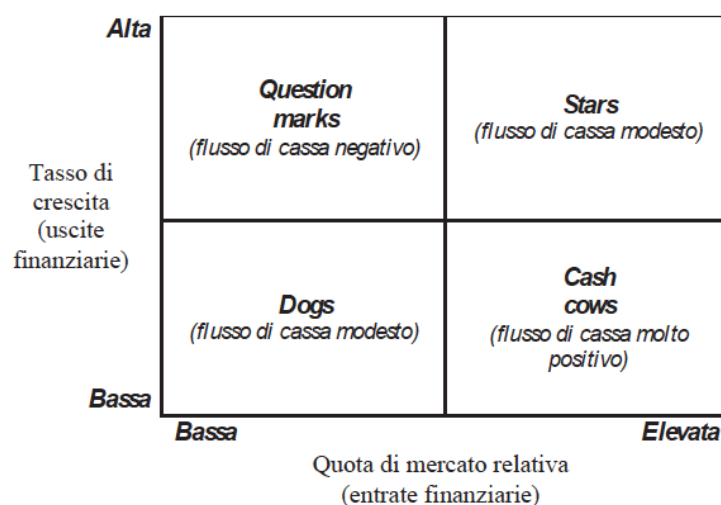 Alta
Question
marks
(flusso di cassa negativo)
Stars
(flusso di cassa modesto)
Tasso di
crescita
(uscite
finanziarie)
Dogs
(flusso di cassa modesto)
Cash
cows
(flusso di cassa molto
positivo)
Bassa
Bassa
Elevata
Quota di mercato relativa
(entrate finanziarie)